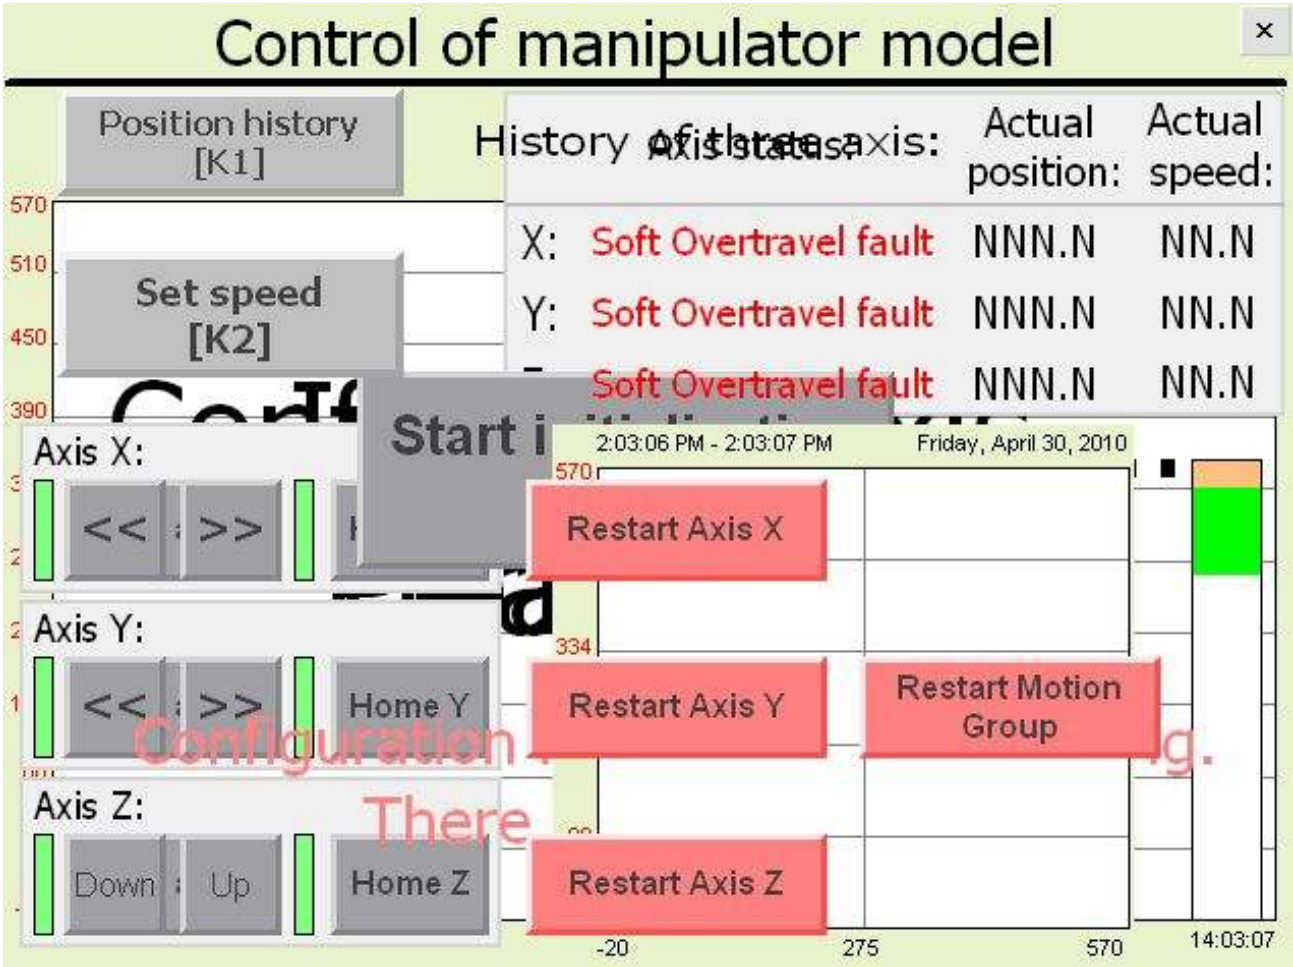 Control of manipulator model
×
Position history
[K1]
History of three axis:
Axis status:
Actual
position:
Actual
speed:
570
510
450
390
Set speed
[K2]
X: Soft Overtravel fault NNN.N NN.N
Y: Soft Overtravel fault NNN.N NN.N
Soft Overtravel fault NNN.N NN.N
Start
2:03:06 PM - 2:03:07 PM Friday, April 30, 2010
570
334
Axis X:
<< >>
Restart Axis X
Axis Y:
<< >> Home Y
Restart Axis Y
Restart Motion
Group
Configuration
There
Axis Z:
Down Up Home Z
Restart Axis Z
-20 275 570
14:03:07